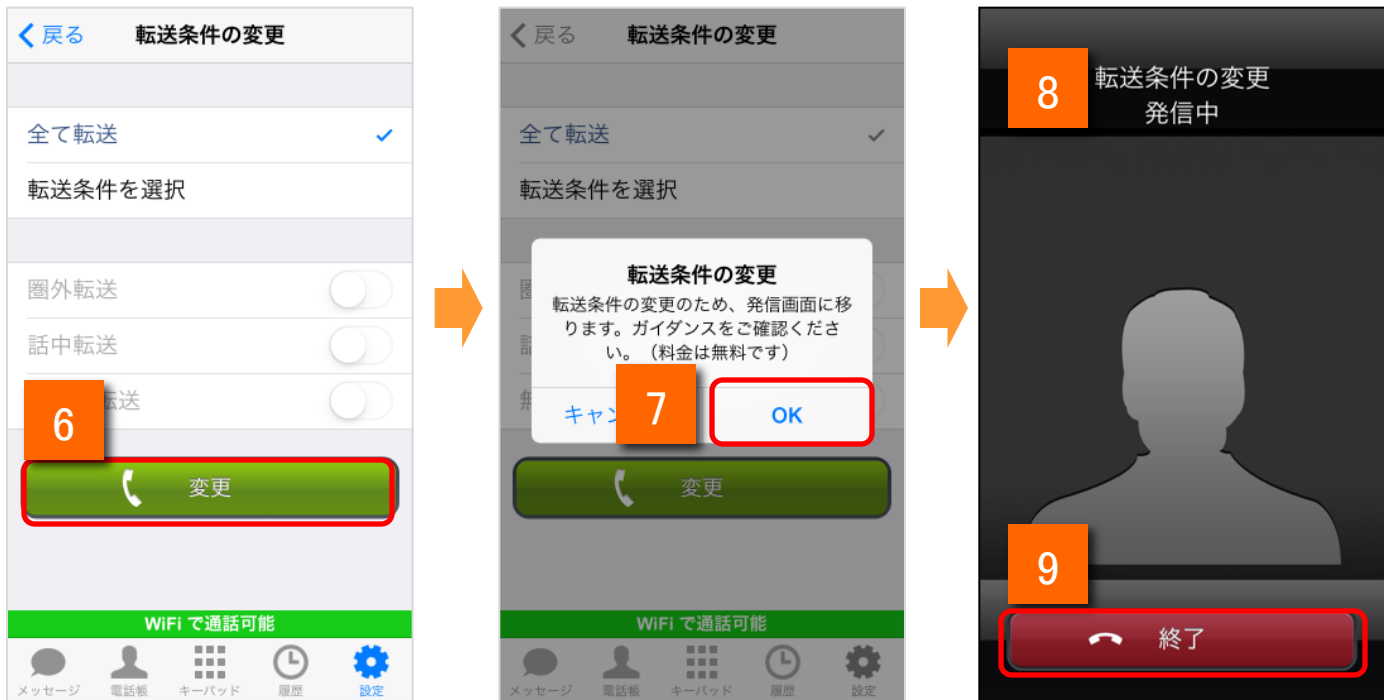 戻る 転送条件の変更
全て転送
転送条件を選択
圏外転送
話中転送
転送
6
変更
WiFi で通話可能
メッセージ 電話帳 キーパッド 履歴 設定
戻る 転送条件の変更
全て転送
転送条件を選択
転送条件の変更
転送条件の変更のため、発信画面に移
ります。ガイダンスをご確認くださ
い。（料金は無料です）
キャン
7
OK
変更
WiFi で通話可能
メッセージ 電話帳 キーパッド 履歴 設定
8
転送条件の変更
発信中
9
終了